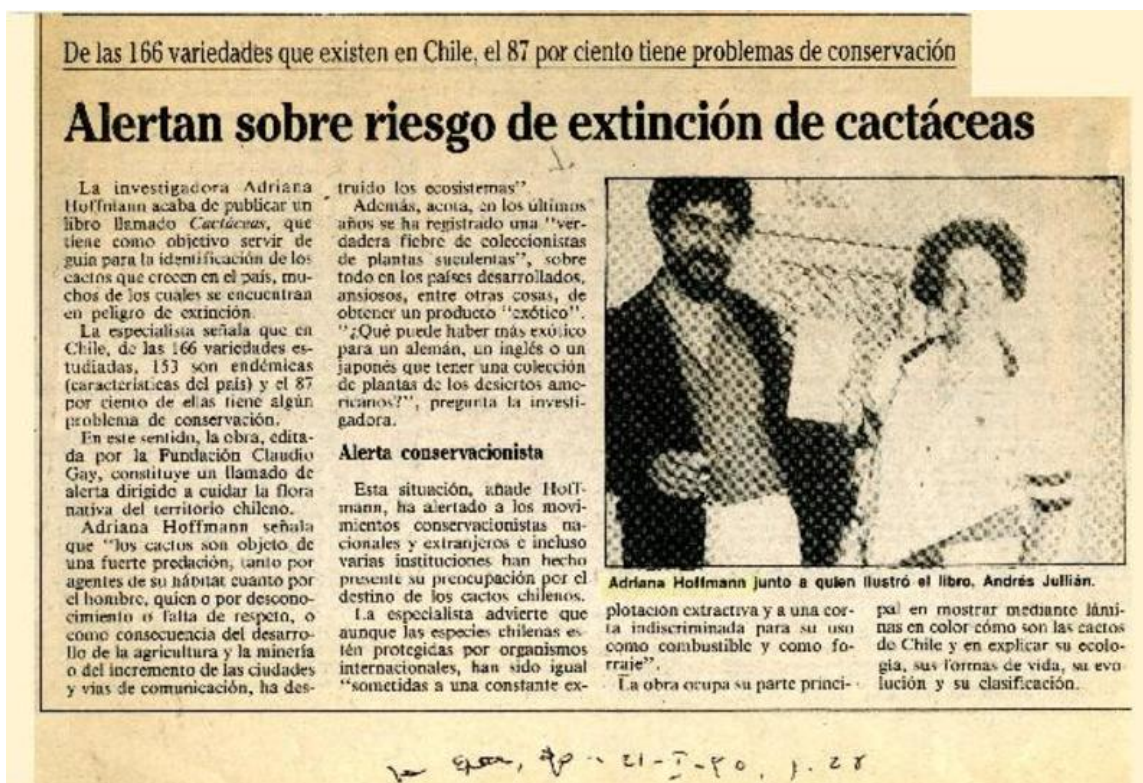 De las 166 variedades que existen en Chile, el 87 por ciento tiene problemas de conservación
Alertan sobre riesgo de extinción de cactáceas
La investigadora Adriana
Hoffmann acaba de publicar un
libro llamado Cactáceas, que
tiene como objetivo servir de
guía para la identificación de los
cactos que crecen en el país, mu-
chos de los cuales se encuentran
en peligro de extinción.
La especialista señala que en
Chile, de las 166 variedades es-
tudiadas, 153 son endémicas
(características del país) y el 87
por ciento de ellas tiene algún
problema de conservación.
En este sentido, la obra, edita-
da por la Fundación Claudio
Gay, constituye un llamado de
alerta dirigido a cuidar la flora
nativa del territorio chileno.
Adriana Hoffmann señala
que "los cactos son objeto de
una fuerte predación, tanto por
agentes de su hábitat cuanto por
el hombre, quien o por descono-
cimiento o falta de respeto, o
como consecuencia del desarro-
llo de la agricultura y la minería
o del incremento de las ciudades
y vías de comunicación, ha des-
truido los ecosistemas".
Además, acota, en los últimos
años se ha registrado una "ver-
dadera fiebre de coleccionistas
de plantas suculentas", sobre
todo en los países desarrollados,
ansiosos, entre otras cosas, de
obtener un producto "exótico".
"¿Qué puede haber más exótico
para un alemán, un inglés o un
japonés que tener una colección
de plantas de los desiertos ame-
ricanos?", pregunta la investi-
gadora.
Alerta conservacionista
Esta situación, añade Hoff-
mann, ha alertado a los movi-
mientos conservacionistas na-
cionales y extranjeros e incluso
varias instituciones han hecho
presente su preocupación por el
destino de los cactos chilenos.
La especialista advierte que
aunque las especies chilenas es-
tén protegidas por organismos
internacionales, han sido igual
"sometidas a una constante ex-
Adriana Hoffmann junto a quien ilustró el libro, Andrés Jullián.
plotación extractiva y a una cor-
ta indiscriminada para su uso
como combustible y como fo-
rraje".
La obra ocupa su parte princi-
pal en mostrar mediante lámi-
nas en color cómo son las cactos
de Chile y en explicar su ecolo-
gía, sus formas de vida, su evo
lución y su clasificación.